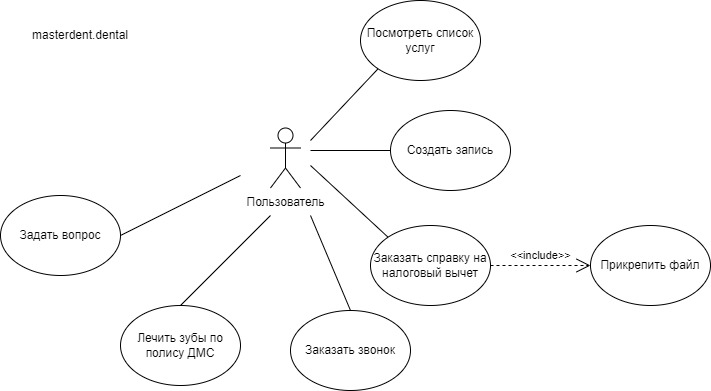 masterdent.dental
Посмотреть список
услуг
Создать запись
Пользователь
Задать вопрос
Заказать справку на
налоговый вычет
<<include>>
Прикрепить файл
Лечить зубы по
полису ДМС
Заказать звонок